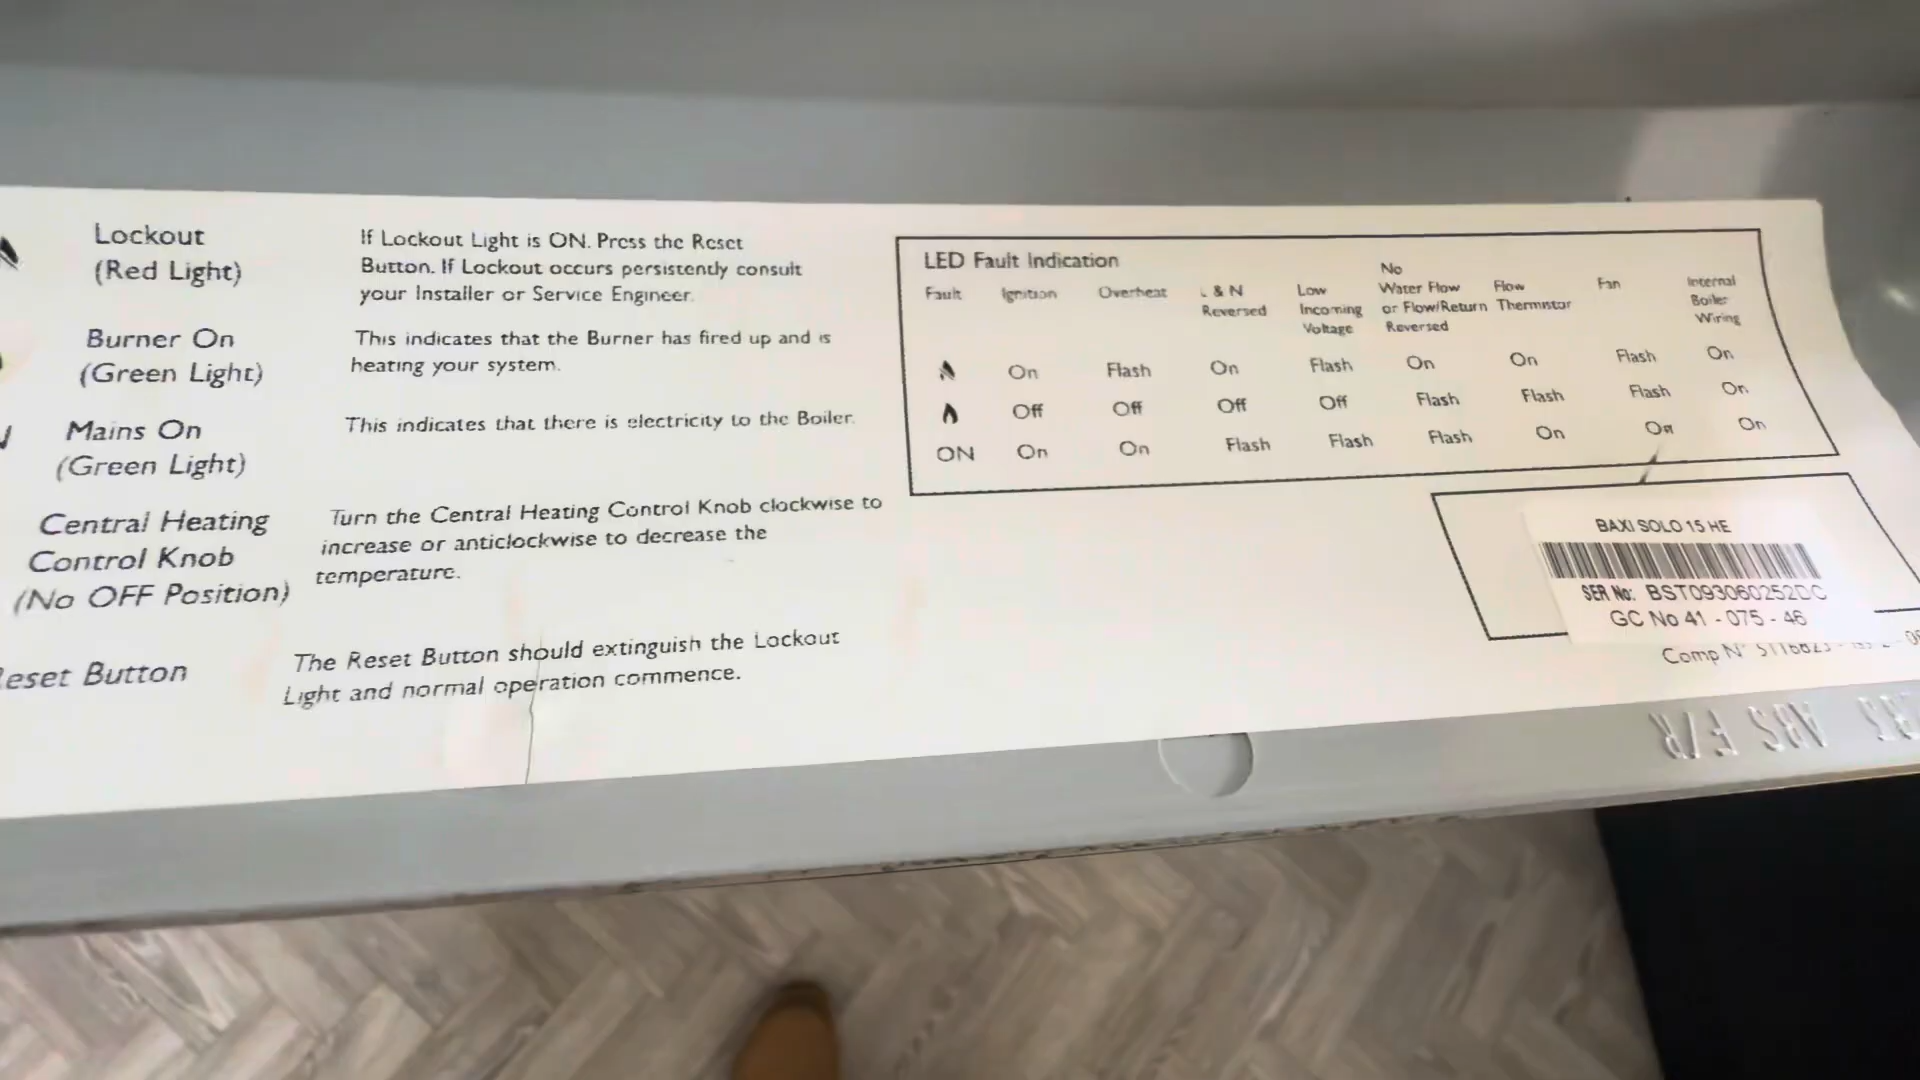 Lockout
(Red Light)
If Lockout Light is ON. Press the Reset
Button. If Lockout occurs persistently consult
your Installer or Service Engineer.
Burner On
(Green Light)
This indicates that the Burner has fired up and is
heating your system.
Mains On
(Green Light)
This indicates that there is electricity to the Boiler.
Central Heating
Control Knob
(No OFF Position)
Turn the Central Heating Control Knob clockwise to
increase or anticlockwise to decrease the
temperature.
Reset Button
The Reset Button should extinguish the Lockout
Light and normal operation commence.
LED Fault Indication
Fault Ignition Overheat L & N Reversed Low Incoming Voltage No Water Flow or Flow/Return Reversed Flow Thermistor Fan Internal Boiler Wiring
On Flash On Flash On On Flash On
Off Off Off Off Flash Flash Flash On
ON On On Flash Flash Flash On On On
BAXI SOLO 15 HE
SER No: BST093060252DC
GC No 41 - 075 - 46
Comp N°
ABS F/R